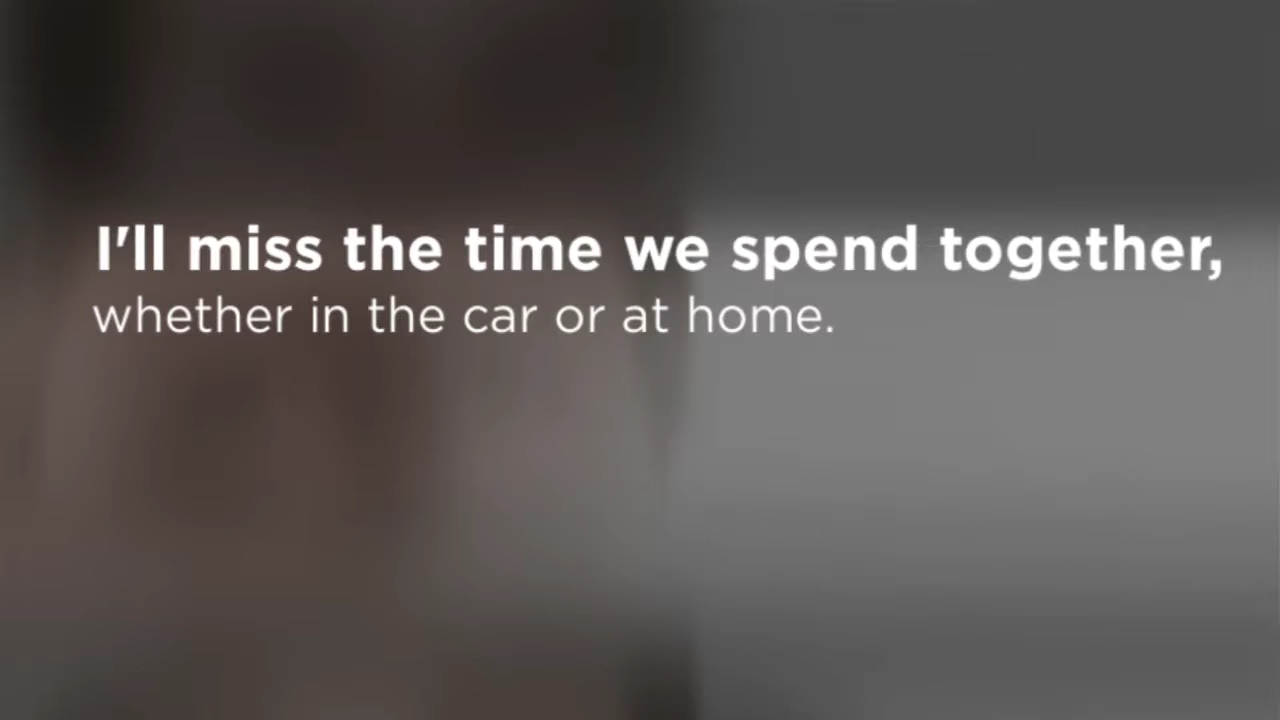 I'll miss the time we spend together,
whether in the car or at home.